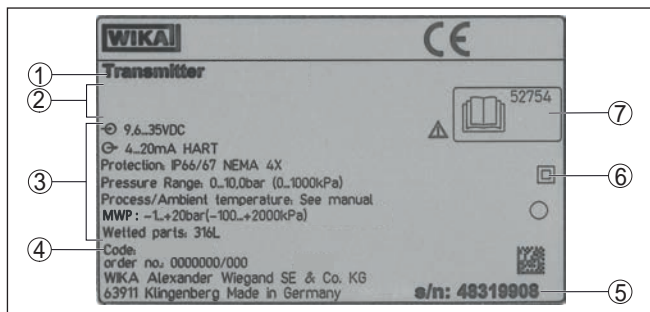 WIKA
CE
① Transmitter
②
52754
⑦
9,6...35VDC
4...20mA HART
Protection: IP66/67 NEMA 4X
③ Pressure Range: 0...10,0bar (0...1000kPa)
⑥
Process/Ambient temperature: See manual
MWP: -1...+20bar(-100...+2000kPa)
Wetted parts: 316L
④ Code:
order no.: 0000000/000
WIKA Alexander Wiegand SE & Co. KG
63911 Klingenberg Made in Germany
s/n: 48319908 ⑤